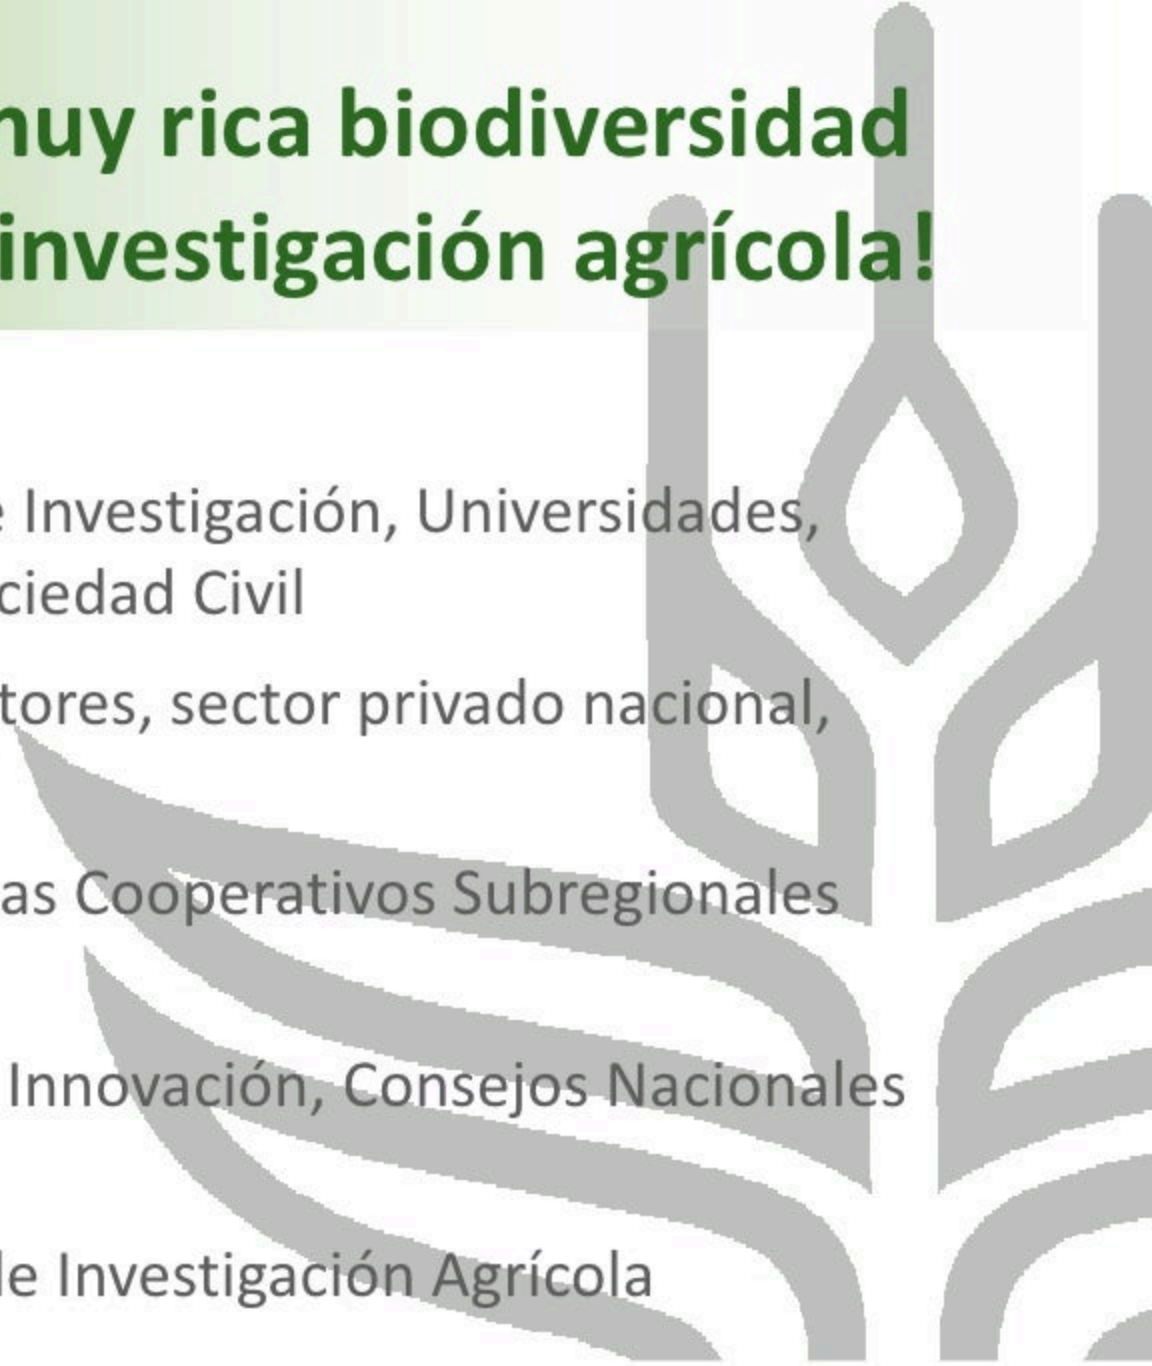 muy rica biodiversidad
investigación agrícola!
e Investigación, Universidades,
ciedad Civil
tores, sector privado nacional,
as Cooperativos Subregionales
Innovación, Consejos Nacionales
de Investigación Agrícola